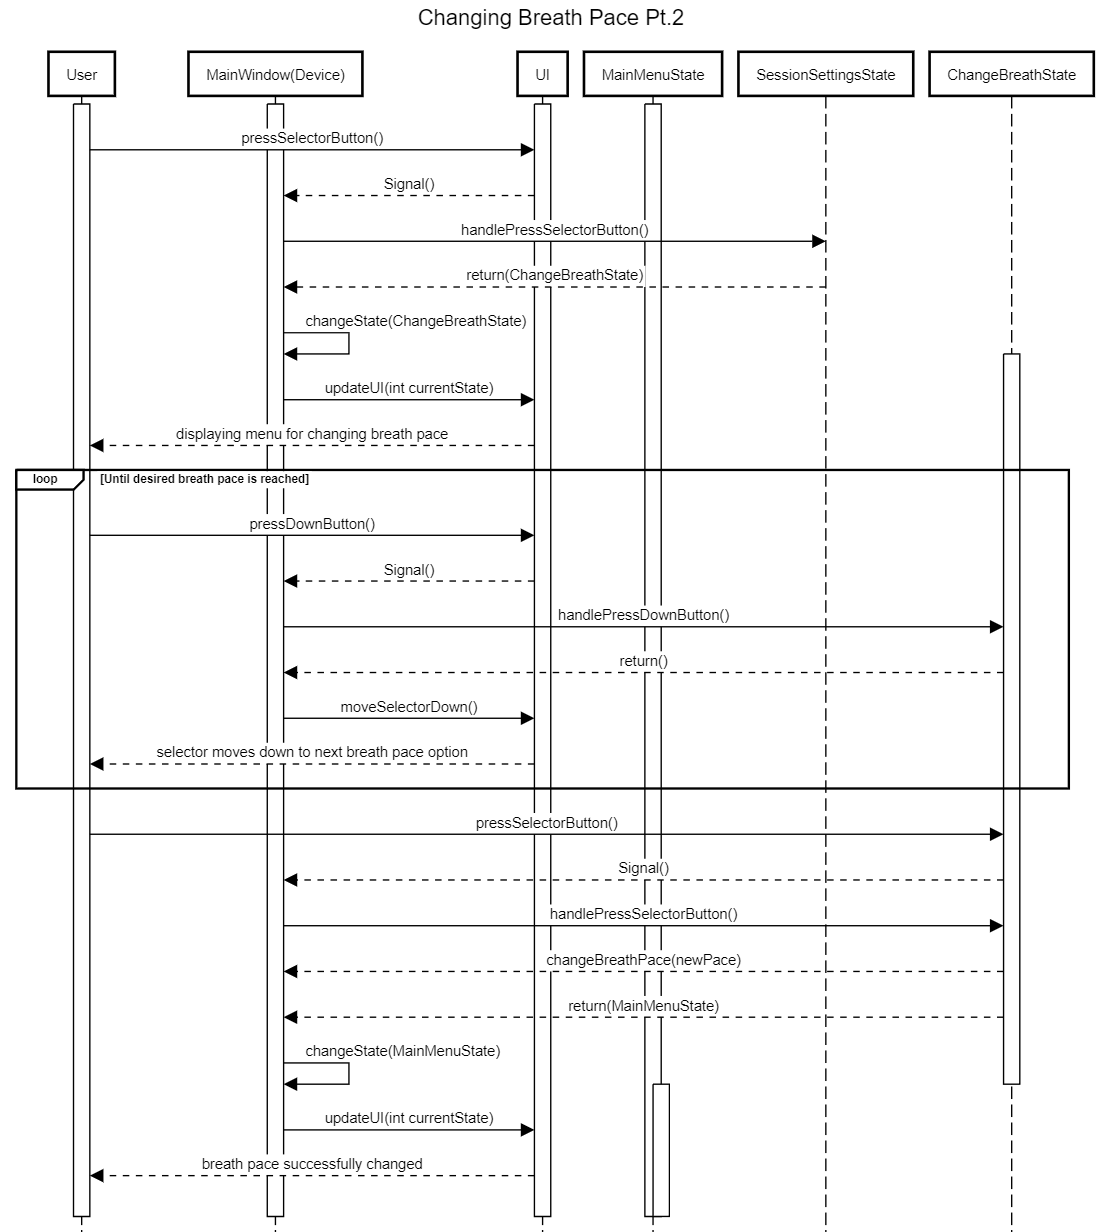 Changing Breath Pace Pt.2
User
MainWindow(Device)
UI
MainMenuState
SessionSettingsState
ChangeBreathState
pressSelectorButton()
Signal()
handlePressSelectorButton()
return(ChangeBreathState)
changeState(ChangeBreathState)
updateUI(int currentState)
displaying menu for changing breath pace
loop
[Until desired breath pace is reached]
pressDownButton()
Signal()
handlePressDownButton()
return()
moveSelectorDown()
selector moves down to next breath pace option
pressSelectorButton()
Signal()
handlePressSelectorButton()
changeBreathPace(newPace)
return(MainMenuState)
changeState(MainMenuState)
updateUI(int currentState)
breath pace successfully changed